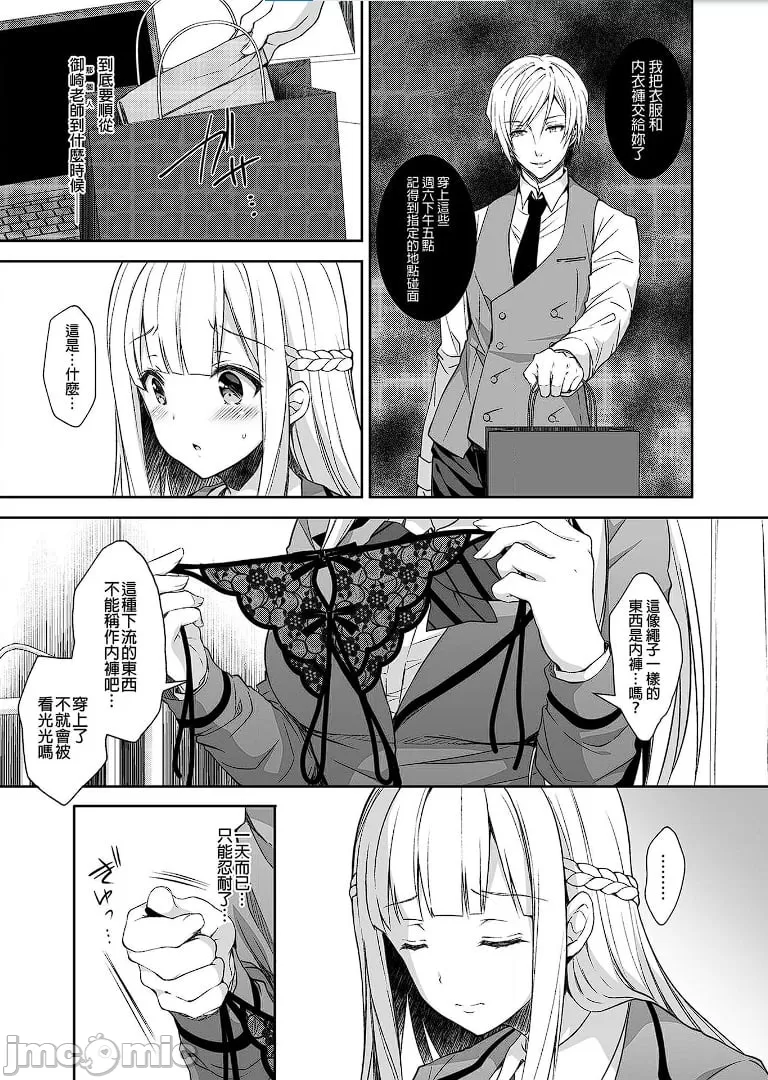 我把衣服和
內衣褲交給妳了
穿上這些
週六下午五點
記得到指定的地點碰面
到底要順從
那個人
御崎老師到什麼時候──
ガサ…
這是…什麼…
這像繩子一樣的
東西是內褲…嗎?
這種下流的東西
不能稱作內褲吧…
穿上了
不就會被
看光光嗎
………
一天而已…
只能忍耐了…
ぎゅっ…
jmcomic